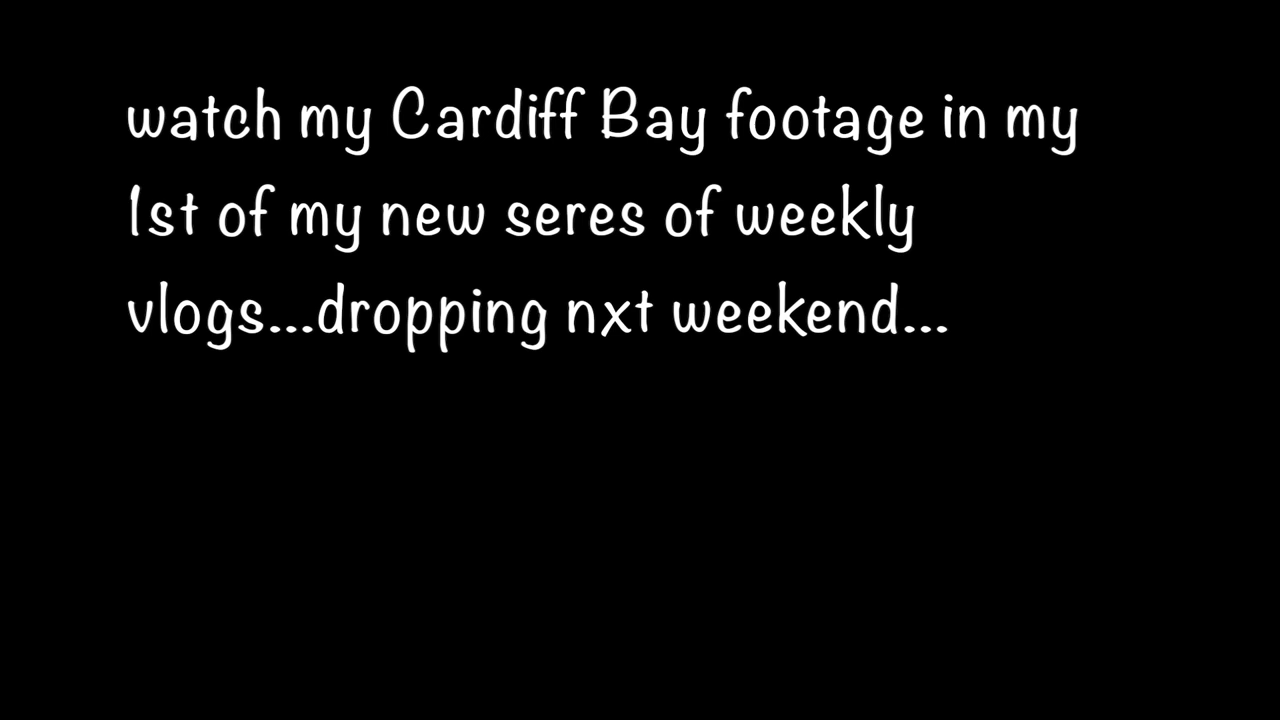 watch my Cardiff Bay footage in my
1st of my new seres of weekly
vlogs...dropping nxt weekend...